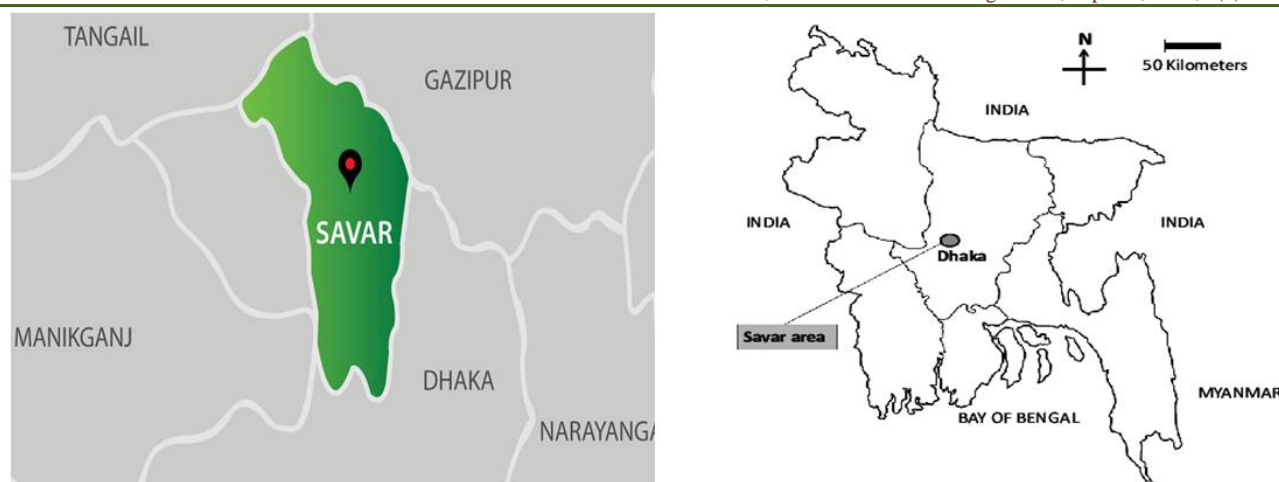 TANGAIL
GAZIPUR
SAVAR
MANIKGANJ
DHAKA
NARAYANGA
N
50 Kilometers
INDIA
INDIA
INDIA
Dhaka
Savar area
MYANMAR
BAY OF BENGAL